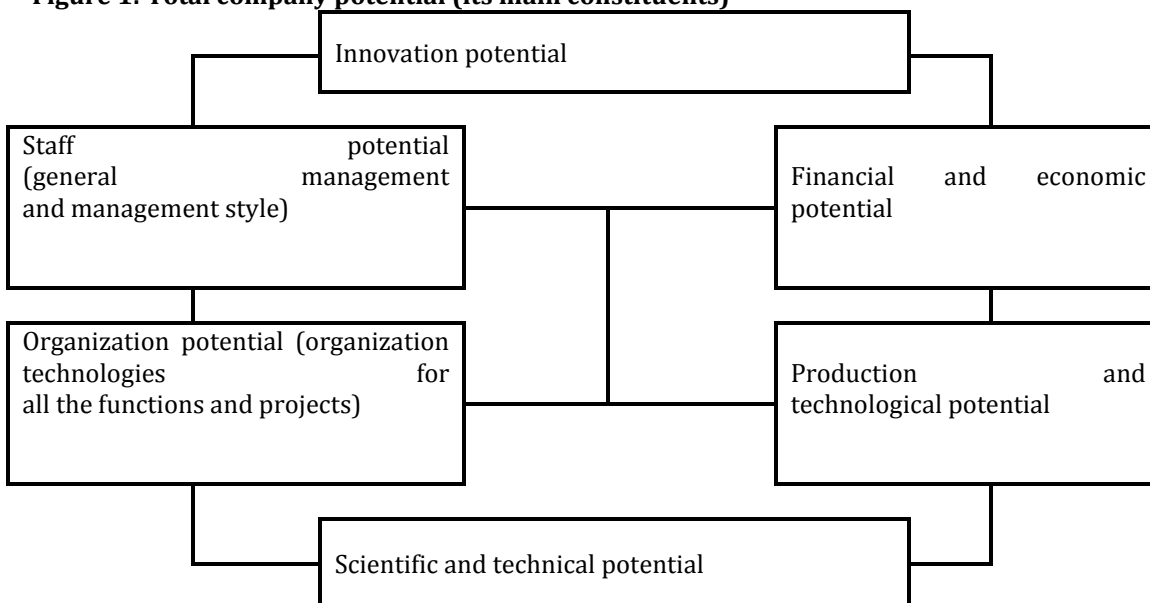 Figure 1: Total company potential (its main constituents)
Innovation potential
Staff potential
(general management
and management style)
Financial and economic
potential
Organization potential (organization
technologies for
all the functions and projects)
Production and
technological potential
Scientific and technical potential